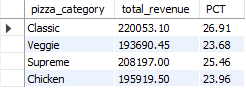 pizza_category total_revenue PCT
Classic 220053.10 26.91
Veggie 193690.45 23.68
Supreme 208197.00 25.46
Chicken 195919.50 23.96